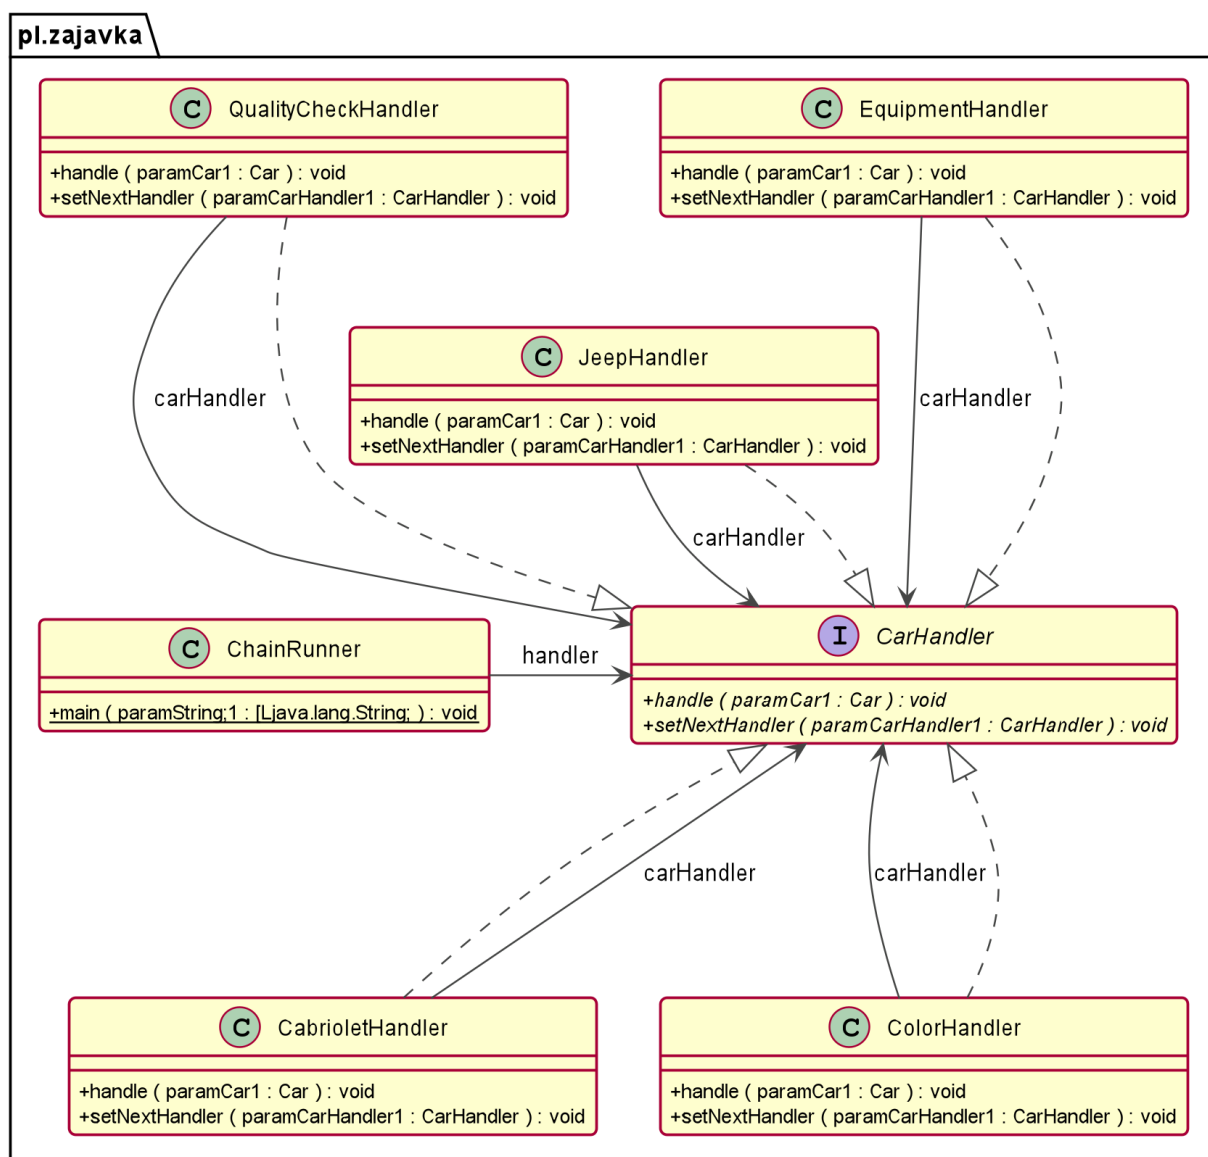 pl.zajavka
C QualityCheckHandler
+handle ( paramCar1 : Car ) : void
+setNextHandler ( paramCarHandler1 : CarHandler ) : void
C EquipmentHandler
+handle ( paramCar1 : Car ) : void
+setNextHandler ( paramCarHandler1 : CarHandler ) : void
C JeepHandler
+handle ( paramCar1 : Car ) : void
+setNextHandler ( paramCarHandler1 : CarHandler ) : void
carHandler
carHandler
carHandler
C ChainRunner
+main ( paramString;1 : [Ljava.lang.String; ) : void
handler
I CarHandler
+handle ( paramCar1 : Car ) : void
+setNextHandler ( paramCarHandler1 : CarHandler ) : void
carHandler
carHandler
C CabrioletHandler
+handle ( paramCar1 : Car ) : void
+setNextHandler ( paramCarHandler1 : CarHandler ) : void
C ColorHandler
+handle ( paramCar1 : Car ) : void
+setNextHandler ( paramCarHandler1 : CarHandler ) : void